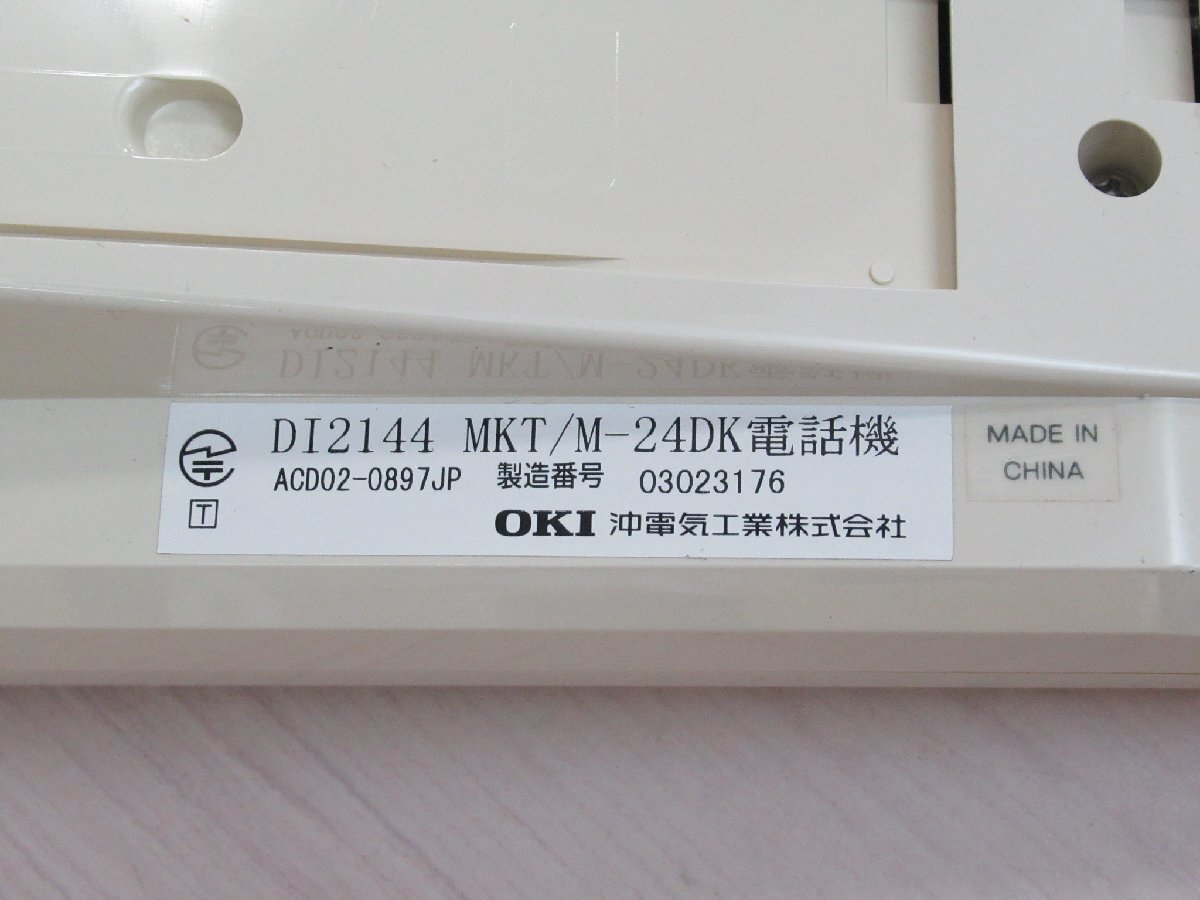 DI2144 MKT/M-24DK電話機
ACD02-0897JP 製造番号 03023176
T
OKI 沖電気工業株式会社
MADE IN
CHINA